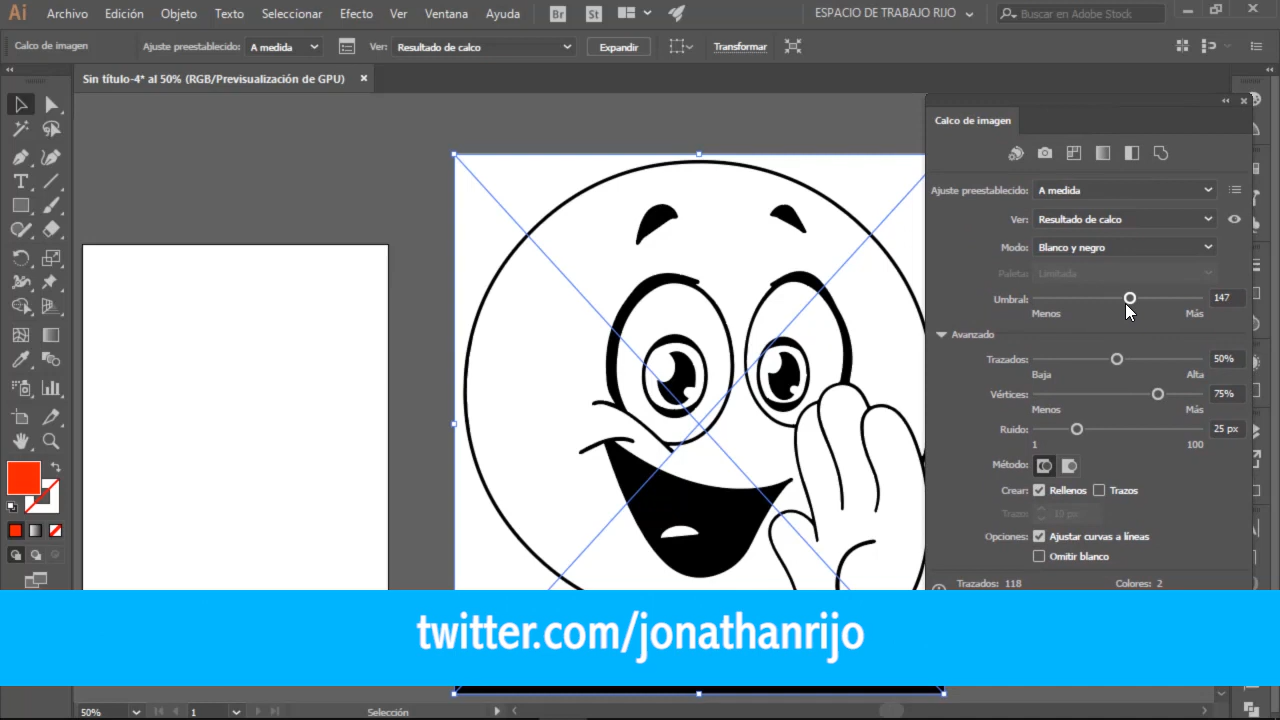 Ai Archivo Edición Objeto Texto Seleccionar Efecto Ver Ventana Ayuda Br St ESPACIO DE TRABAJO RIJO Buscar en Adobe Stock
Calco de imagen Ajuste preestablecido: A medida Ver: Resultado de calco Expandir Transformar
Sin título-4* al 50% (RGB/Previsualización de GPU)
Calco de imagen
Ajuste preestablecido: A medida
Ver: Resultado de calco
Modo: Blanco y negro
Paleta: Limitada
Umbral: 147
Menos Más
Avanzado
Trazados: 50%
Baja Alta
Vértices: 75%
Menos Más
Ruido: 25 px
1 100
Método:
Crear: Rellenos Trazos
Trazo: 10 px
Opciones: Ajustar curvas a líneas
Omitir blanco
Trazados: 118 Colores: 2
twitter.com/jonathanrijo
50% 1 Selección